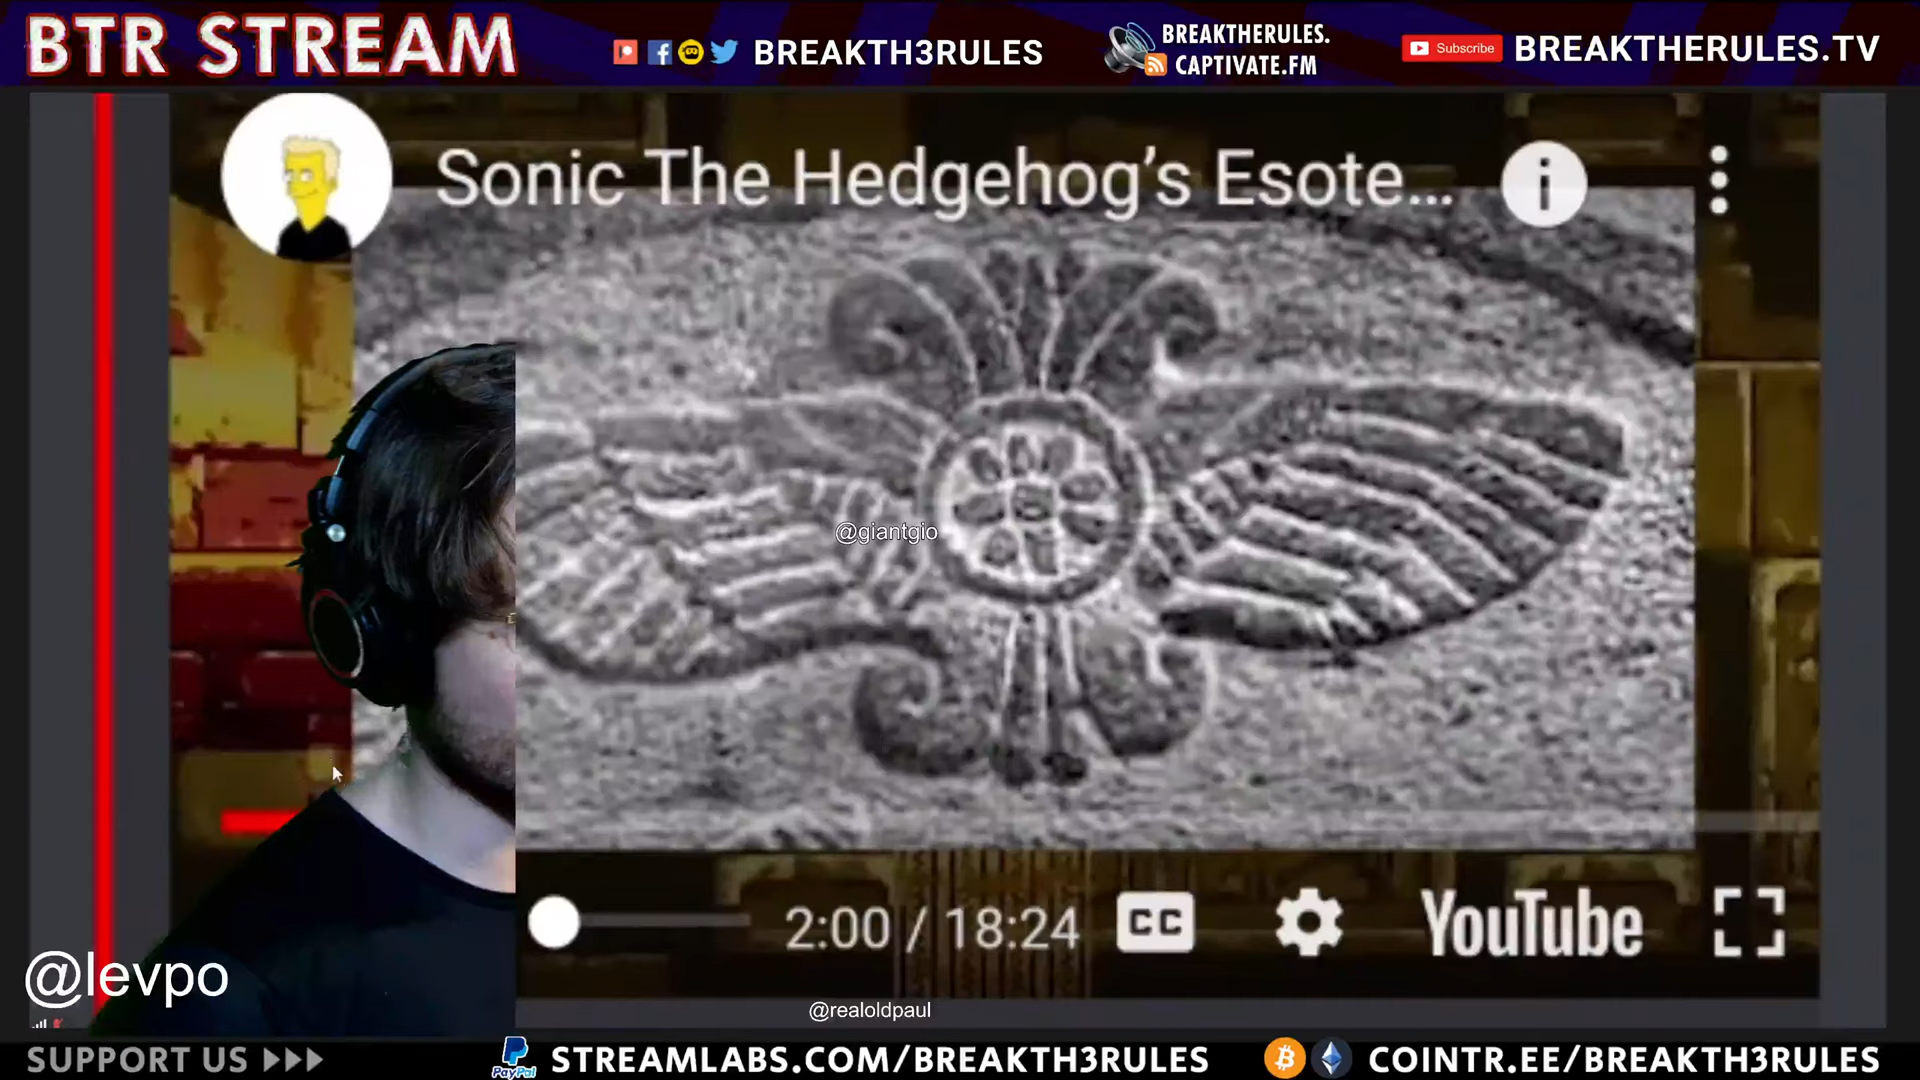 BTR STREAM
BREAKTH3RULES
BREAKTHERULES.
CAPTIVATE.FM
Subscribe
BREAKTHERULES.TV
Sonic The Hedgehog's Esote...
i
@giantgio
2:00 / 18:24
CC
YouTube
@levpo
@realoldpaul
SUPPORT US
PayPal
STREAMLABS.COM/BREAKTH3RULES
COINTR.EE/BREAKTH3RULES